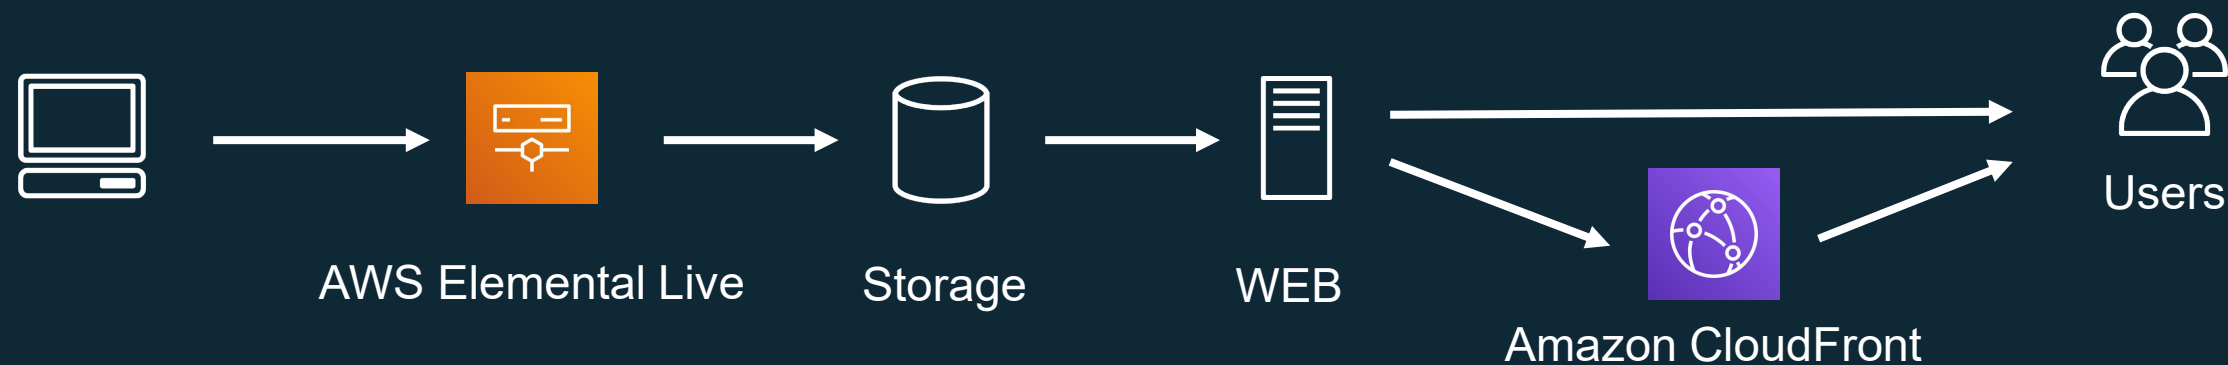 AWS Elemental Live
Storage
WEB
Amazon CloudFront
Users